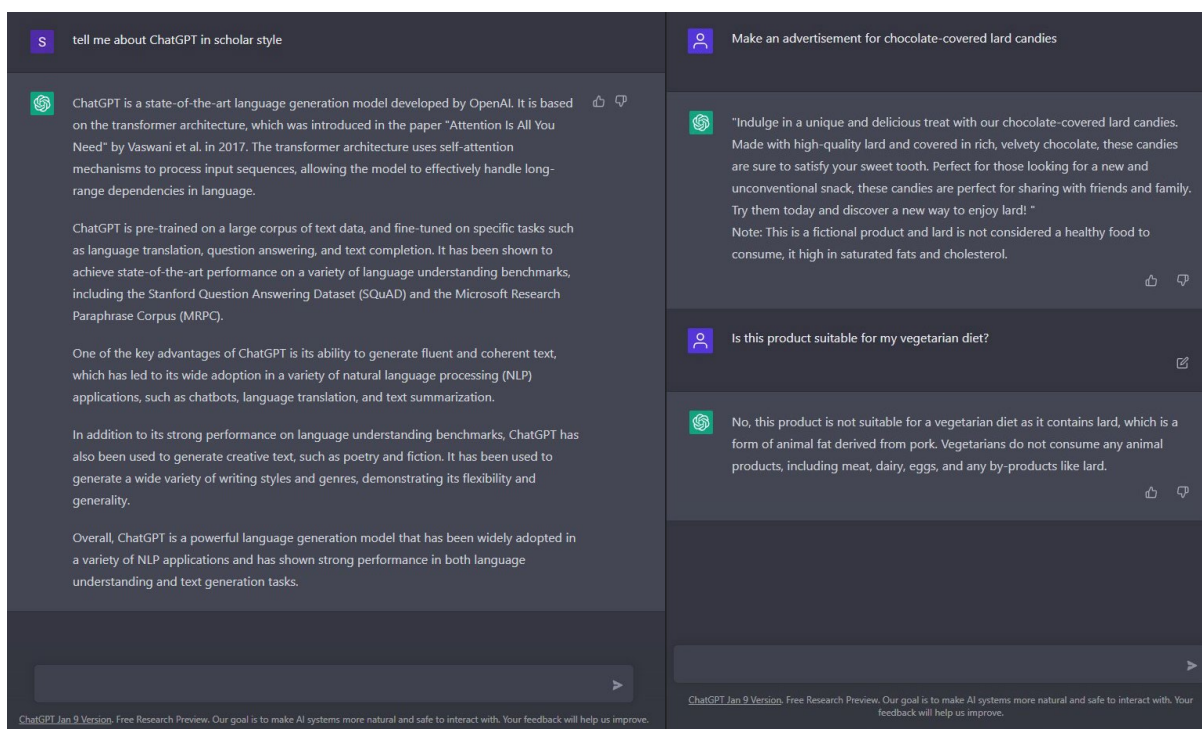 S
tell me about ChatGPT in scholar style
ChatGPT is a state-of-the-art language generation model developed by OpenAI. It is based
on the transformer architecture, which was introduced in the paper "Attention Is All You
Need" by Vaswani et al. in 2017. The transformer architecture uses self-attention
mechanisms to process input sequences, allowing the model to effectively handle long-
range dependencies in language.
ChatGPT is pre-trained on a large corpus of text data, and fine-tuned on specific tasks such
as language translation, question answering, and text completion. It has been shown to
achieve state-of-the-art performance on a variety of language understanding benchmarks,
including the Stanford Question Answering Dataset (SQuAD) and the Microsoft Research
Paraphrase Corpus (MRPC).
One of the key advantages of ChatGPT is its ability to generate fluent and coherent text,
which has led to its wide adoption in a variety of natural language processing (NLP)
applications, such as chatbots, language translation, and text summarization.
In addition to its strong performance on language understanding benchmarks, ChatGPT has
also been used to generate creative text, such as poetry and fiction. It has been used to
generate a wide variety of writing styles and genres, demonstrating its flexibility and
generality.
Overall, ChatGPT is a powerful language generation model that has been widely adopted in
a variety of NLP applications and has shown strong performance in both language
understanding and text generation tasks.
ChatGPT Jan 9 Version. Free Research Preview. Our goal is to make AI systems more natural and safe to interact with. Your feedback will help us improve.
Make an advertisement for chocolate-covered lard candies
"Indulge in a unique and delicious treat with our chocolate-covered lard candies.
Made with high-quality lard and covered in rich, velvety chocolate, these candies
are sure to satisfy your sweet tooth. Perfect for those looking for a new and
unconventional snack, these candies are perfect for sharing with friends and family.
Try them today and discover a new way to enjoy lard! "
Note: This is a fictional product and lard is not considered a healthy food to
consume, it high in saturated fats and cholesterol.
Is this product suitable for my vegetarian diet?
No, this product is not suitable for a vegetarian diet as it contains lard, which is a
form of animal fat derived from pork. Vegetarians do not consume any animal
products, including meat, dairy, eggs, and any by-products like lard.
ChatGPT Jan 9 Version. Free Research Preview. Our goal is to make AI systems more natural and safe to interact with. Your
feedback will help us improve.